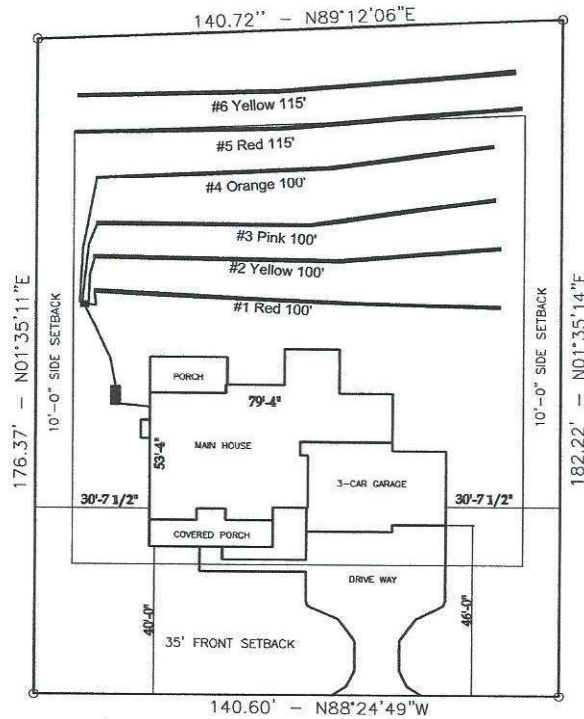 140.72'' - N89°12'06"E
#6 Yellow 115'
#5 Red 115'
#4 Orange 100'
#3 Pink 100'
#2 Yellow 100'
#1 Red 100'
176.37' - N01°35'11"E
10'-0" SIDE SETBACK
10'-0" SIDE SETBACK
182.22' - N01°35'14"E
PORCH
79'-4"
MAIN HOUSE
53'-4"
3-CAR GARAGE
30'-7 1/2"
30'-7 1/2"
COVERED PORCH
DRIVE WAY
40'-0"
46'-0"
35' FRONT SETBACK
140.60' - N88°24'49"W